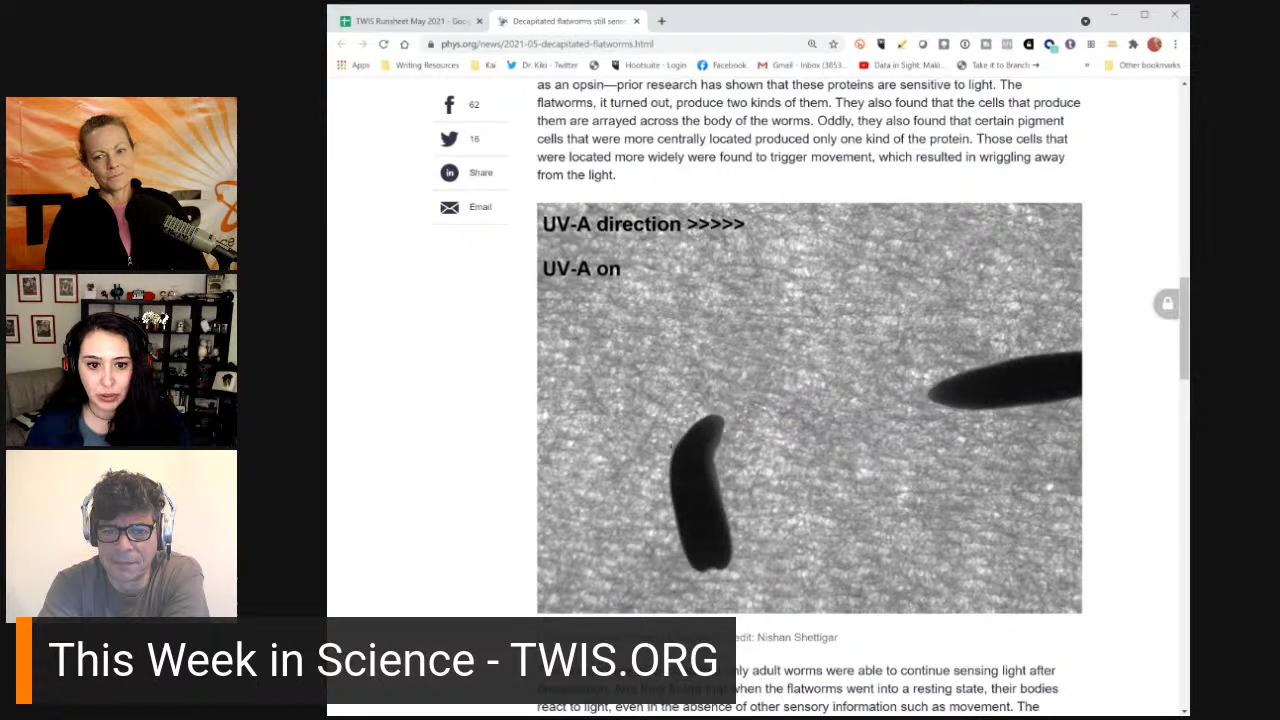 TWIS Runsheet May 2021 - Goog
Decapitated flatworms still sens
phys.org/news/2021-05-decapitated-flatworms.html
Apps
Writing Resources
Kai
Dr. Kiki - Twitter
Hootsuite - Login
Facebook
Gmail - Inbox (3853...
Data in Sight: Maki...
Take it to Branch →
»
Other bookmarks
as an opsin—prior research has shown that these proteins are sensitive to light. The
flatworms, it turned out, produce two kinds of them. They also found that the cells that produce
them are arrayed across the body of the worms. Oddly, they also found that certain pigment
cells that were more centrally located produced only one kind of the protein. Those cells that
were located more widely were found to trigger movement, which resulted in wriggling away
from the light.
62
16
Share
Email
UV-A direction >>>>>
UV-A on
edit: Nishan Shettigar
only adult worms were able to continue sensing light after
when the flatworms went into a resting state, their bodies
react to light, even in the absence of other sensory information such as movement. The
This Week in Science - TWIS.ORG